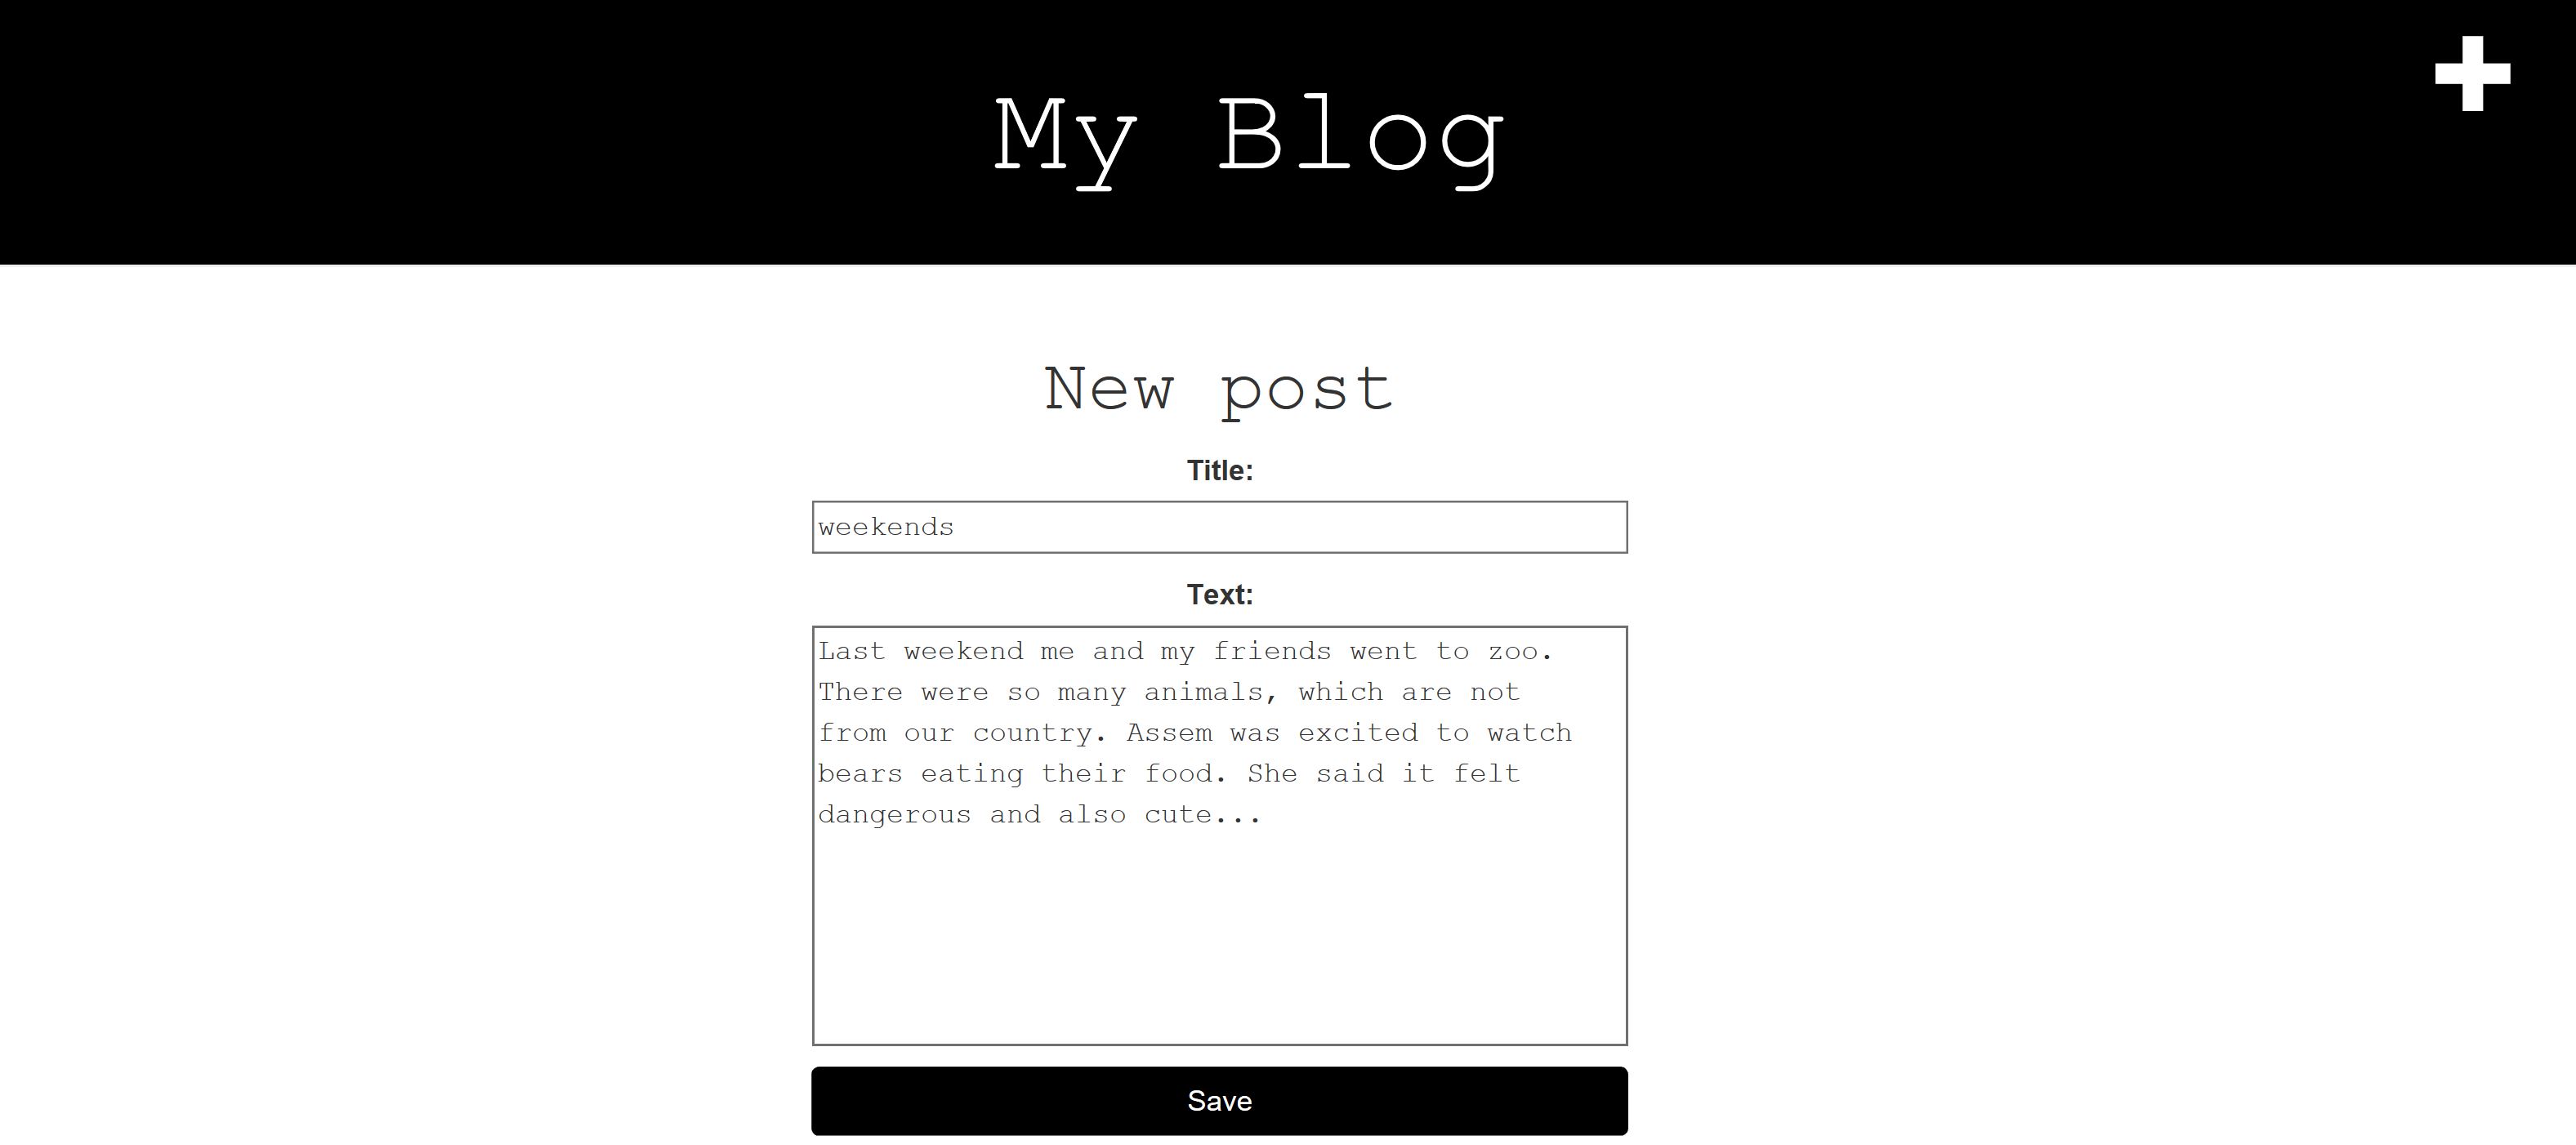 My Blog
New post
Title:
weekends
Text:
Last weekend me and my friends went to zoo.
There were so many animals, which are not
from our country. Assem was excited to watch
bears eating their food. She said it felt
dangerous and also cute...
Save